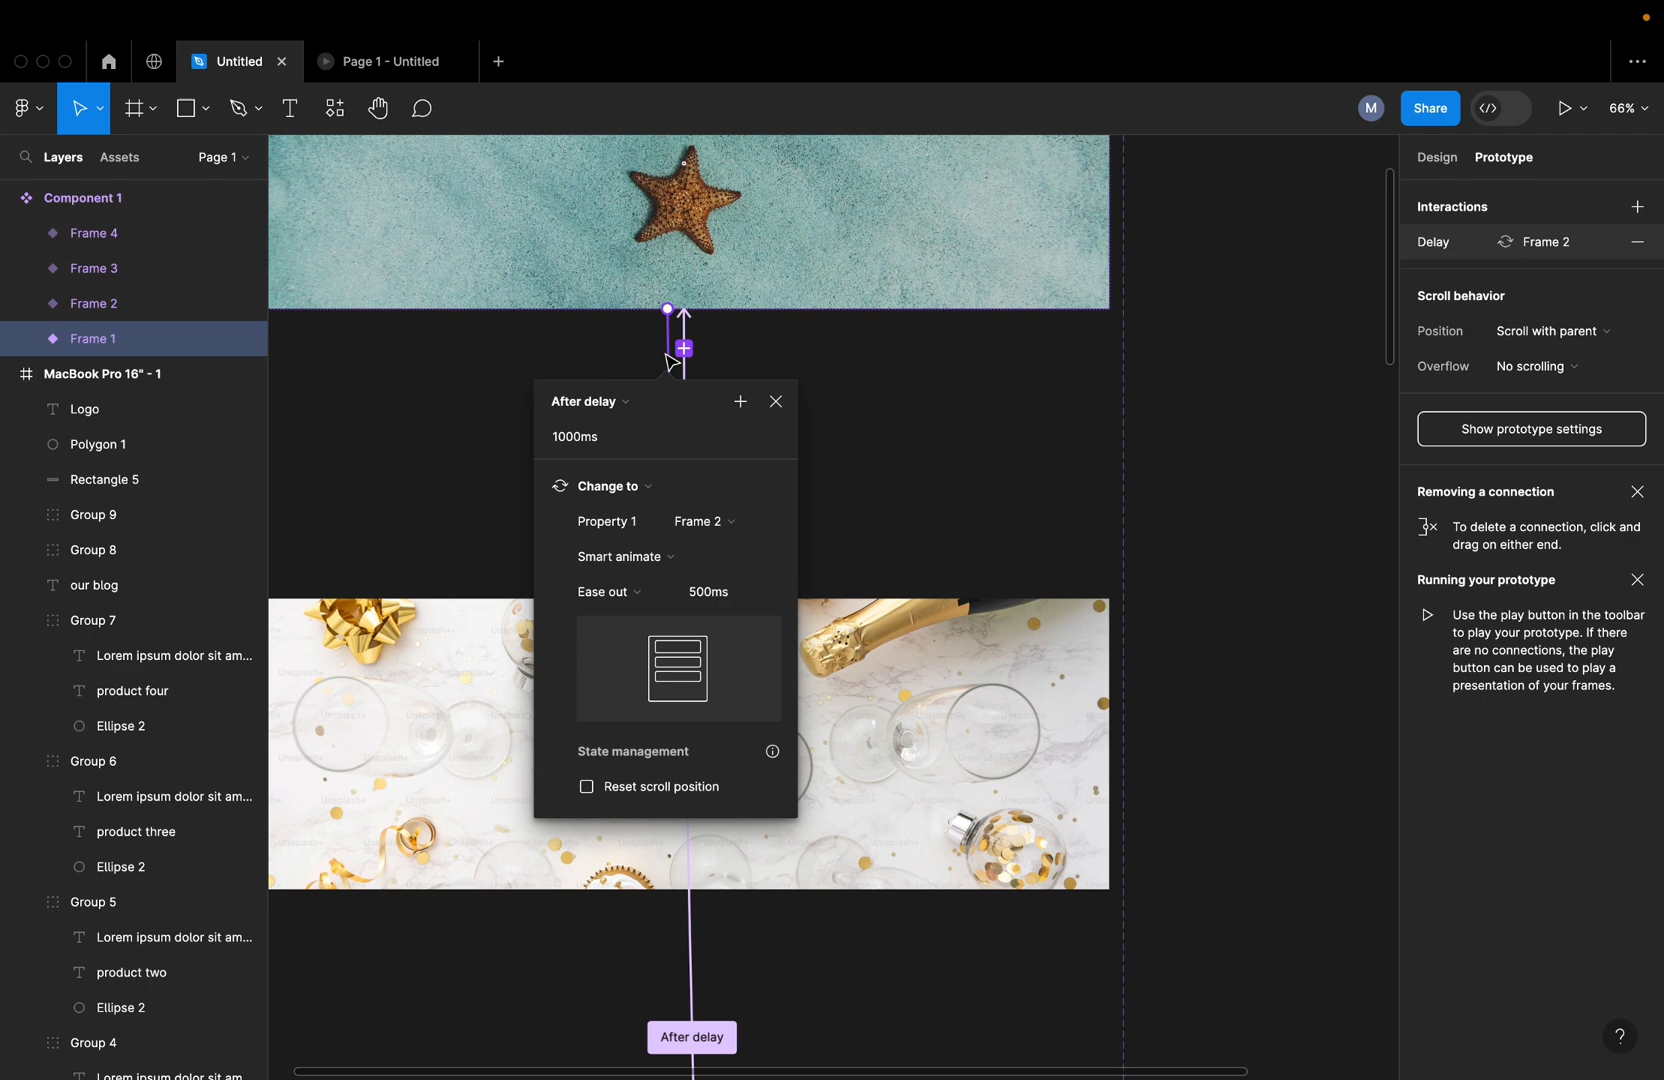 Untitled
Page 1 - Untitled
M
Share
66%
Layers
Assets
Page 1
Component 1
Frame 4
Frame 3
Frame 2
Frame 1
MacBook Pro 16" - 1
Logo
Polygon 1
Rectangle 5
Group 9
Group 8
our blog
Group 7
Lorem ipsum dolor sit am...
product four
Ellipse 2
Group 6
Lorem ipsum dolor sit am...
product three
Ellipse 2
Group 5
Lorem ipsum dolor sit am...
product two
Ellipse 2
Group 4
Lorem ipsum dolor sit am
After delay
1000ms
Change to
Property 1
Frame 2
Smart animate
Ease out
500ms
State management
Reset scroll position
After delay
Design
Prototype
Interactions
Delay
Frame 2
Scroll behavior
Position
Scroll with parent
Overflow
No scrolling
Show prototype settings
Removing a connection
To delete a connection, click and
drag on either end.
Running your prototype
Use the play button in the toolbar
to play your prototype. If there
are no connections, the play
button can be used to play a
presentation of your frames.
?